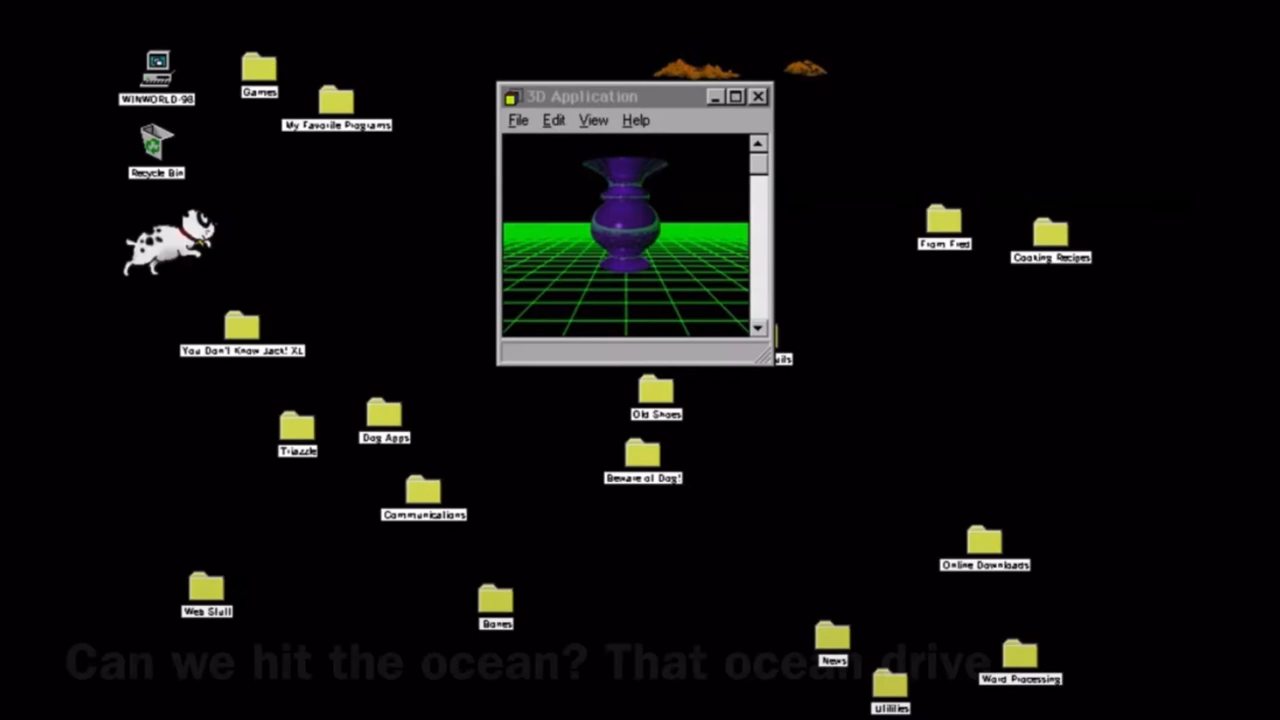 WINWORLD-98
Games
My Favorite Programs
Recycle Bin
3D Application
File Edit View Help
From Fred
Cooking Recipes
You Don't Know Jack! XL
ails
Old Shoes
Triazzle
Dog Apps
Beware of Dog!
Communications
Online Downloads
Web Stuff
Bones
News
Word Processing
Utilities
Can we hit the ocean? That ocean drive